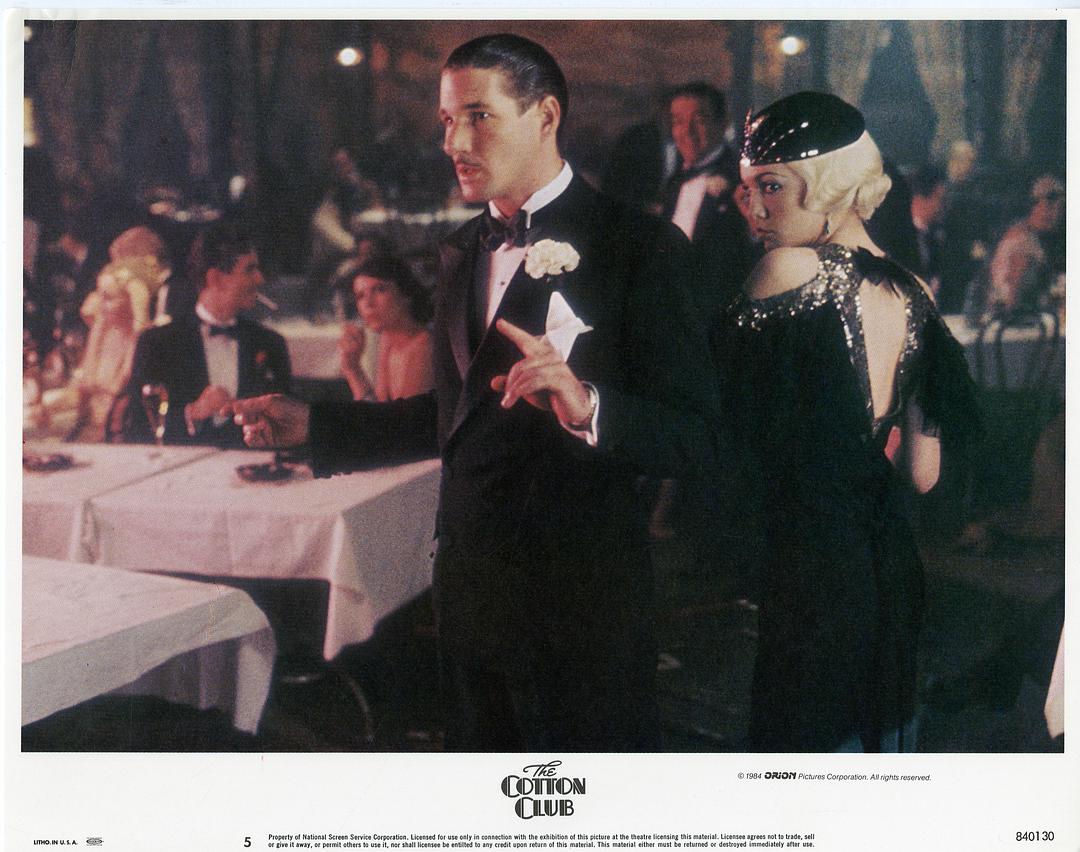 The
COTTON
CLUB
© 1984 ORION Pictures Corporation. All rights reserved.
LITHO. IN U. S. A.
5
Property of National Screen Service Corporation. Licensed for use only in connection with the exhibition of this picture at the theatre licensing this material. Licensee agrees not to trade, sell
or give it away, or permit others to use it, nor shall licensee be entitled to any credit upon return of this material. This material either must be returned or destroyed immediately after use.
840130